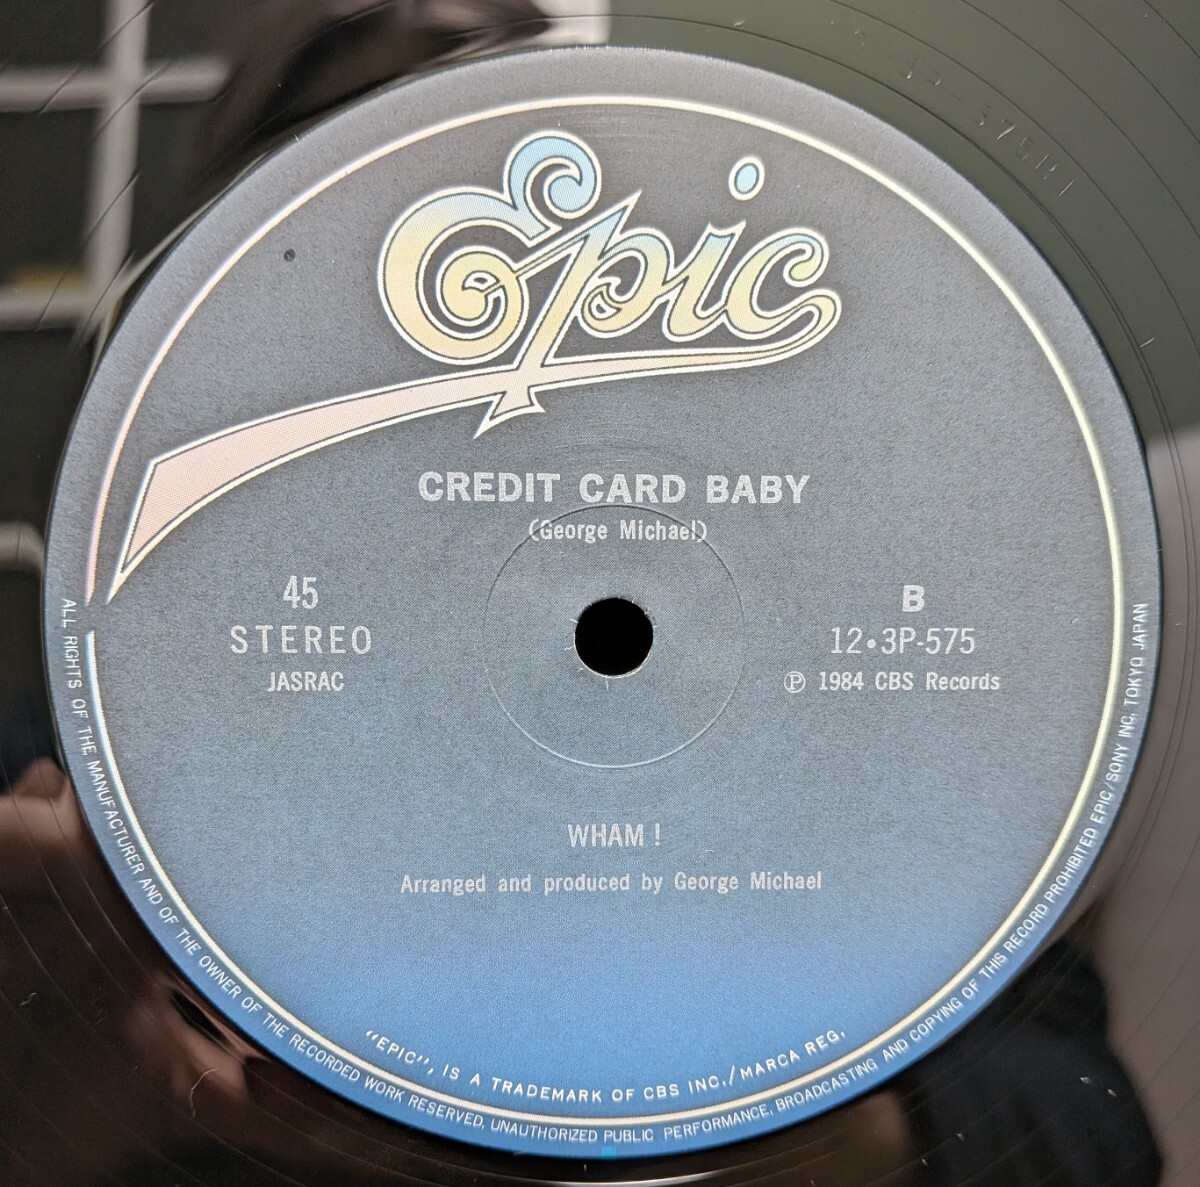 Epic
CREDIT CARD BABY
(George Michael)
45
STEREO
JASRAC
B
12・3P-575
Ⓟ 1984 CBS Records
WHAM !
Arranged and produced by George Michael
"EPIC", IS A TRADEMARK OF CBS INC./MARCA REG.
ALL RIGHTS OF THE MANUFACTURER AND OF THE OWNER OF THE RECORDED WORK RESERVED, UNAUTHORIZED PUBLIC PERFORMANCE, BROADCASTING AND COPYING OF THIS RECORD PROHIBITED EPIC/SONY INC. TOKYO JAPAN